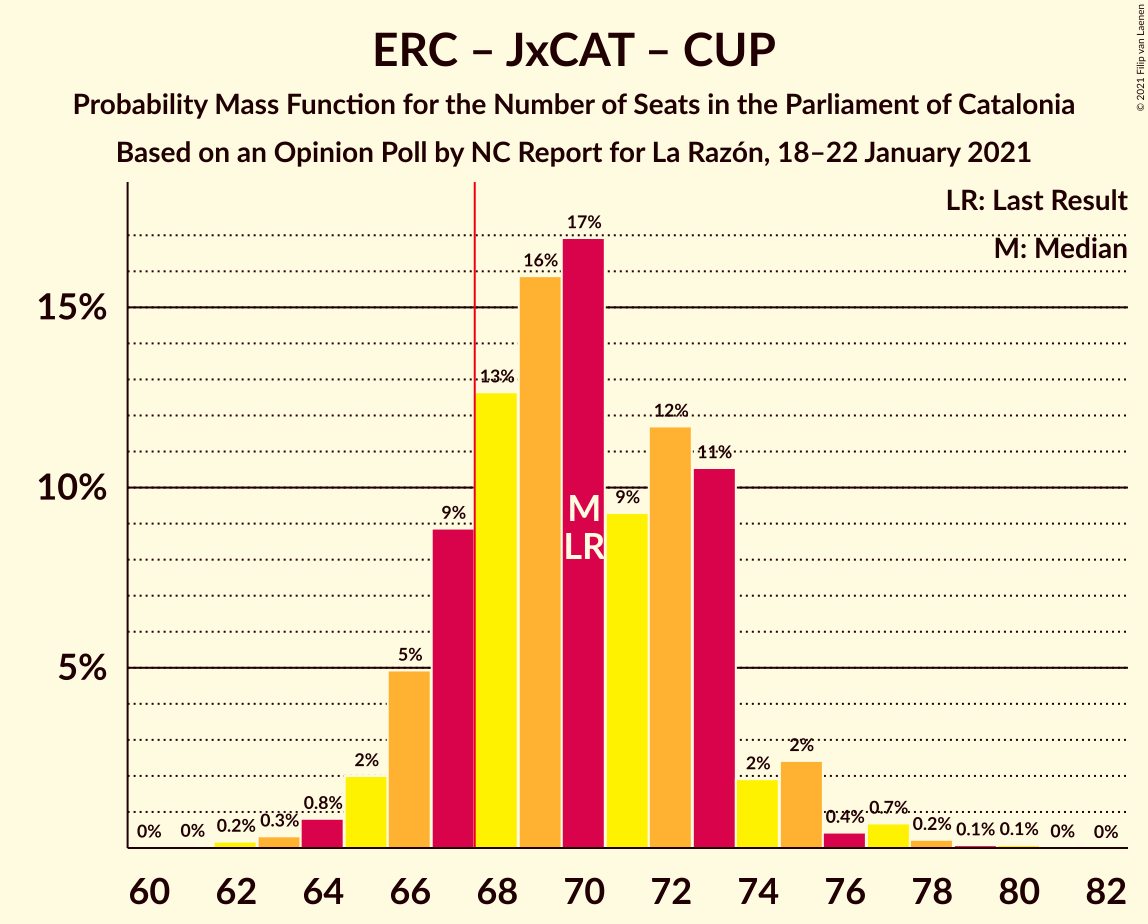 ERC – JxCAT – CUP
Probability Mass Function for the Number of Seats in the Parliament of Catalonia
Based on an Opinion Poll by NC Report for La Razón, 18–22 January 2021
© 2021 Filip van Laenen
LR: Last Result
M: Median
15%
10%
5%
0%
0%
0.2%
0.3%
0.8%
2%
5%
9%
13%
16%
17%
9%
12%
11%
2%
2%
0.4%
0.7%
0.2%
0.1%
0.1%
0%
0%
M
LR
60 62 64 66 68 70 72 74 76 78 80 82